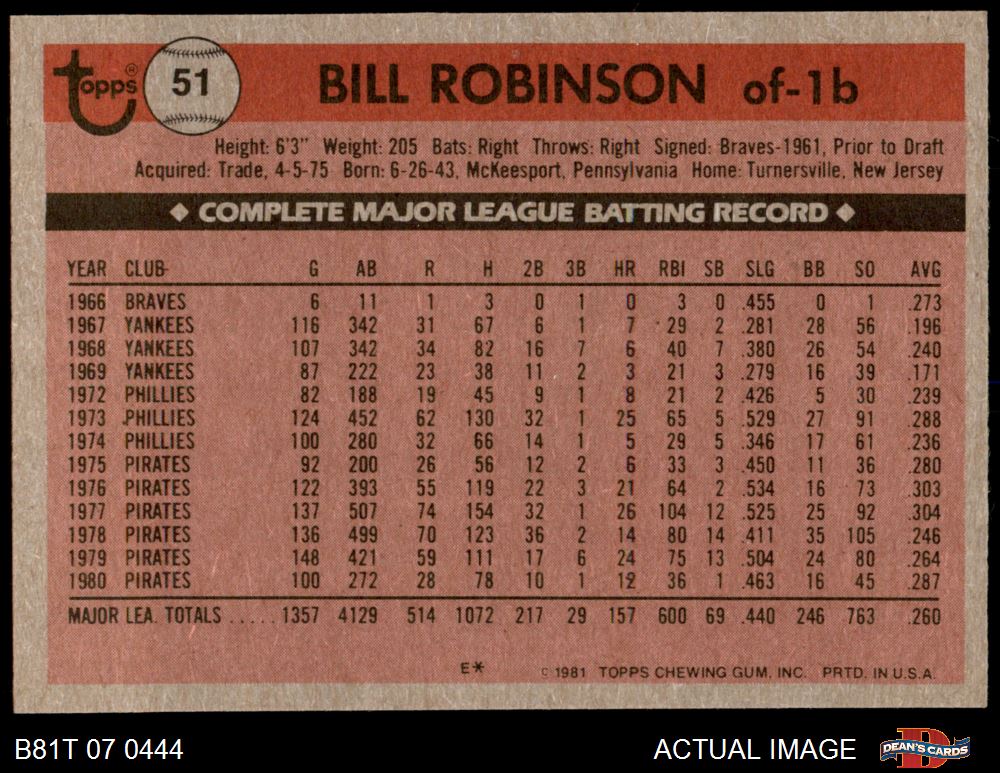 topps® 51 BILL ROBINSON of-1b
Height: 6'3" Weight: 205 Bats: Right Throws: Right Signed: Braves-1961, Prior to Draft
Acquired: Trade, 4-5-75 Born: 6-26-43, McKeesport, Pennsylvania Home: Turnersville, New Jersey
◆ COMPLETE MAJOR LEAGUE BATTING RECORD ◆
YEAR CLUB G AB R H 2B 3B HR RBI SB SLG BB SO AVG
1966 BRAVES 6 11 1 3 0 1 0 3 0 .455 0 1 .273
1967 YANKEES 116 342 31 67 6 1 7 29 2 .281 28 56 .196
1968 YANKEES 107 342 34 82 16 7 6 40 7 .380 26 54 .240
1969 YANKEES 87 222 23 38 11 2 3 21 3 .279 16 39 .171
1972 PHILLIES 82 188 19 45 9 1 8 21 2 .426 5 30 .239
1973 PHILLIES 124 452 62 130 32 1 25 65 5 .529 27 91 .288
1974 PHILLIES 100 280 32 66 14 1 5 29 5 .346 17 61 .236
1975 PIRATES 92 200 26 56 12 2 6 33 3 .450 11 36 .280
1976 PIRATES 122 393 55 119 22 3 21 64 2 .534 16 73 .303
1977 PIRATES 137 507 74 154 32 1 26 104 12 .525 25 92 .304
1978 PIRATES 136 499 70 123 36 2 14 80 14 .411 35 105 .246
1979 PIRATES 148 421 59 111 17 6 24 75 13 .504 24 80 .264
1980 PIRATES 100 272 28 78 10 1 12 36 1 .463 16 45 .287
MAJOR LEA. TOTALS ..... 1357 4129 514 1072 217 29 157 600 69 .440 246 763 .260
E* © 1981 TOPPS CHEWING GUM, INC. PRTD. IN U.S.A.
B81T 07 0444 ACTUAL IMAGE DEAN'S CARDS